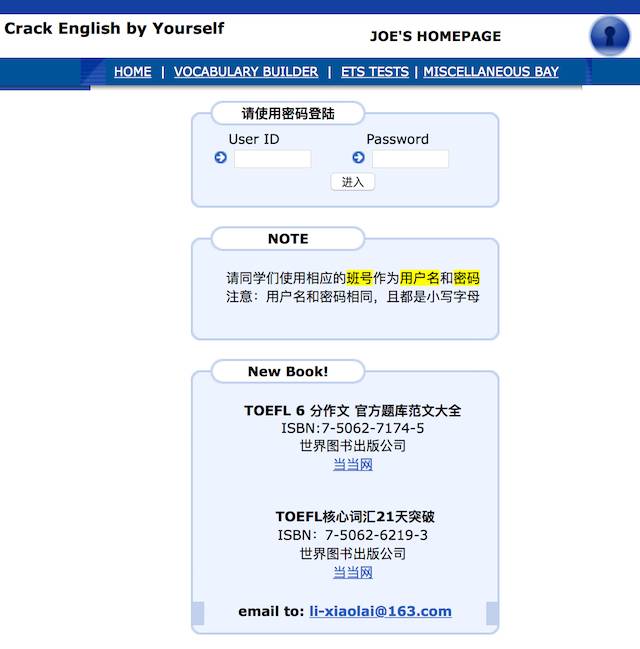 Crack English by Yourself
JOE'S HOMEPAGE
HOME | VOCABULARY BUILDER | ETS TESTS | MISCELLANEOUS BAY
请使用密码登陆
User ID Password
进入
NOTE
请同学们使用相应的班号作为用户名和密码
注意：用户名和密码相同，且都是小写字母
New Book!
TOEFL 6 分作文 官方题库范文大全
ISBN:7-5062-7174-5
世界图书出版公司
当当网
TOEFL核心词汇21天突破
ISBN：7-5062-6219-3
世界图书出版公司
当当网
email to: li-xiaolai@163.com